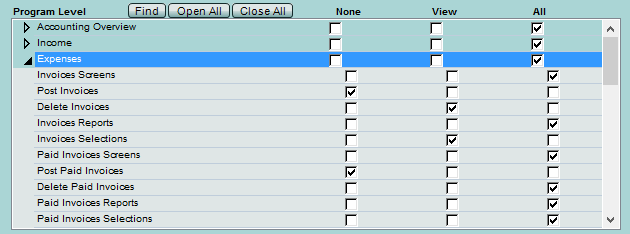 Program Level Find Open All Close All None View All
Accounting Overview
Income
Expenses
Invoices Screens
Post Invoices
Delete Invoices
Invoices Reports
Invoices Selections
Paid Invoices Screens
Post Paid Invoices
Delete Paid Invoices
Paid Invoices Reports
Paid Invoices Selections